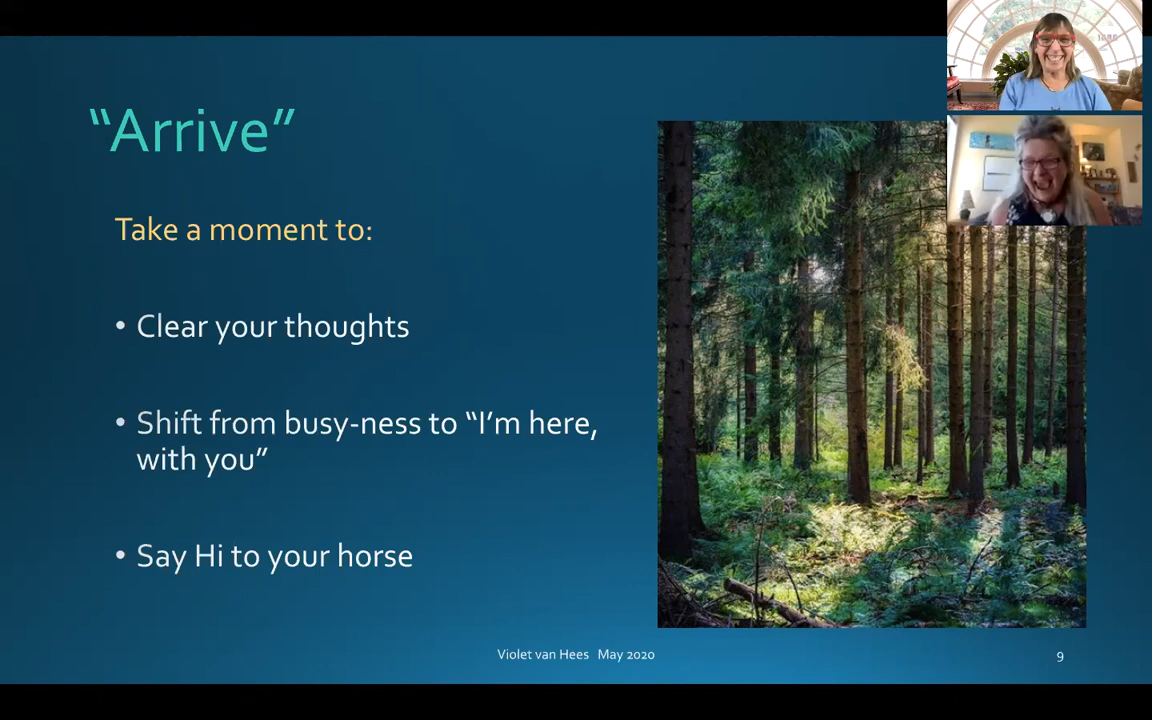 “Arrive”
Take a moment to:
• Clear your thoughts
• Shift from busy-ness to “I’m here,
with you”
• Say Hi to your horse
Violet van Hees May 2020
9